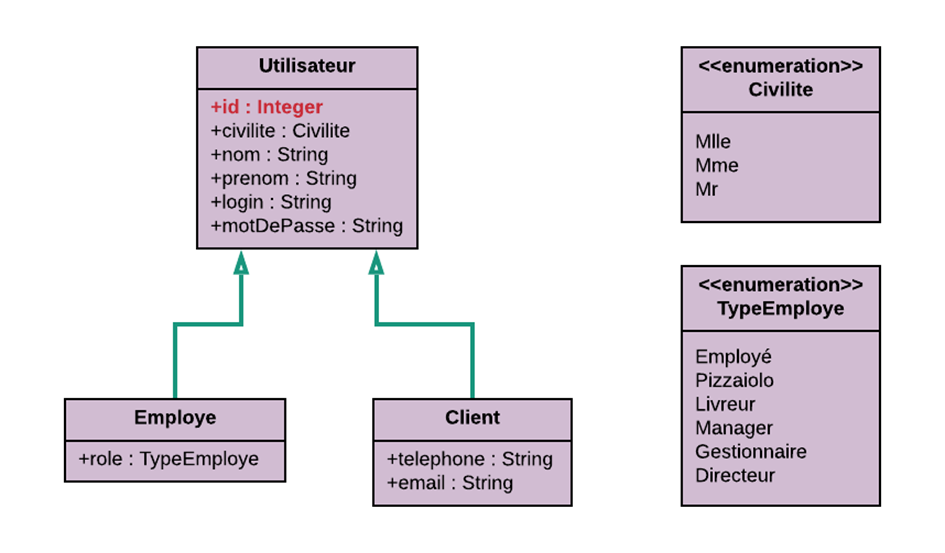 Utilisateur
+id : Integer
+civilite : Civilite
+nom : String
+prenom : String
+login : String
+motDePasse : String
<<enumeration>>
Civilite
Mlle
Mme
Mr
<<enumeration>>
TypeEmploye
Employé
Pizzaiolo
Livreur
Manager
Gestionnaire
Directeur
Employe
+role : TypeEmploye
Client
+telephone : String
+email : String